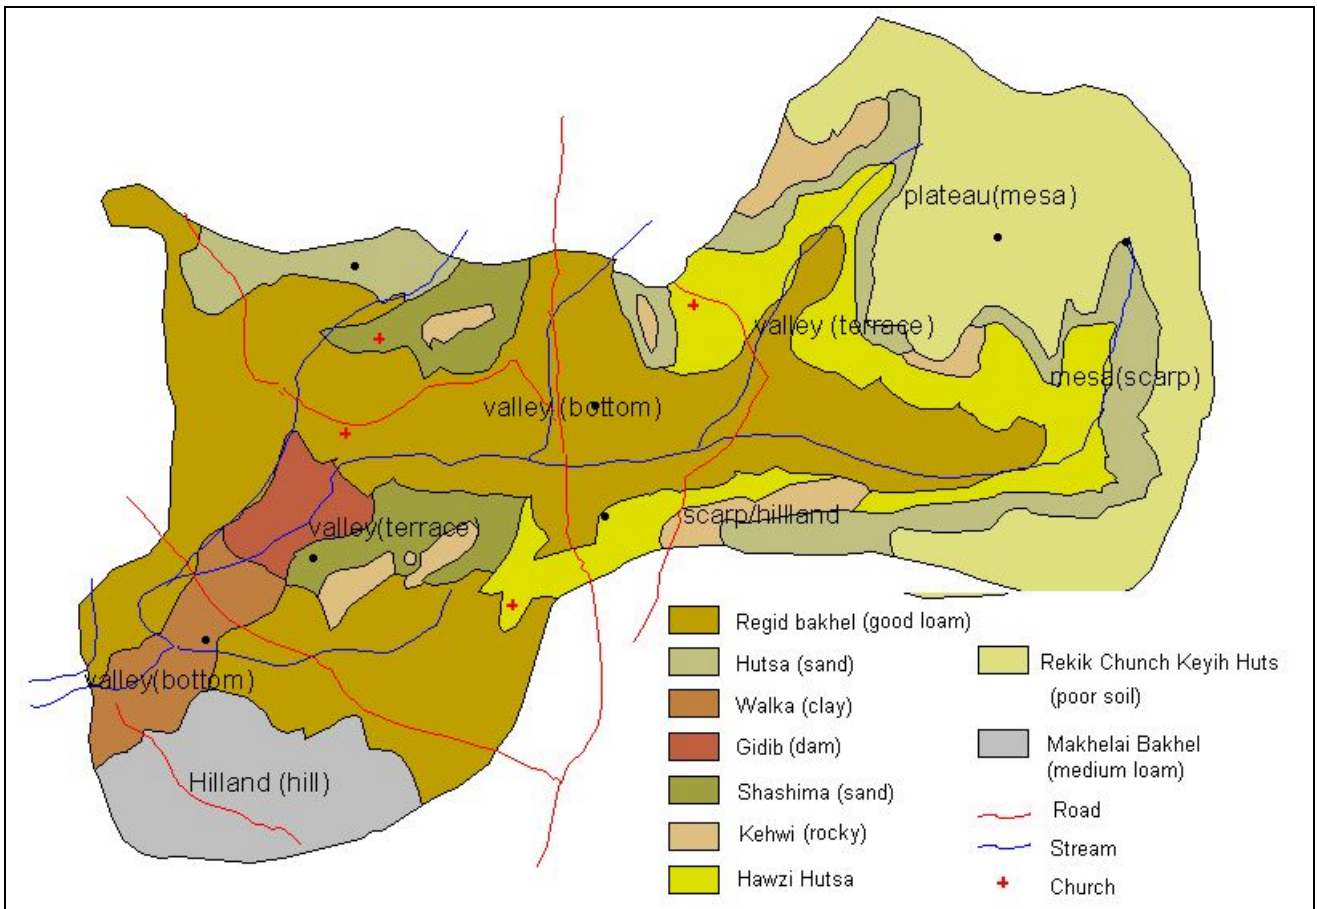 plateau(mesa)
valley (terrace)
mesa(scarp)
valley (bottom)
scarp/hillland
valley(terrace)
valley(bottom)
Hilland (hill)
Regid bakhel (good loam)
Hutsa (sand)
Walka (clay)
Gidib (dam)
Shashima (sand)
Kehwi (rocky)
Hawzi Hutsa
Rekik Chunch Keyih Huts
(poor soil)
Makhelai Bakhel
(medium loam)
Road
Stream
Church